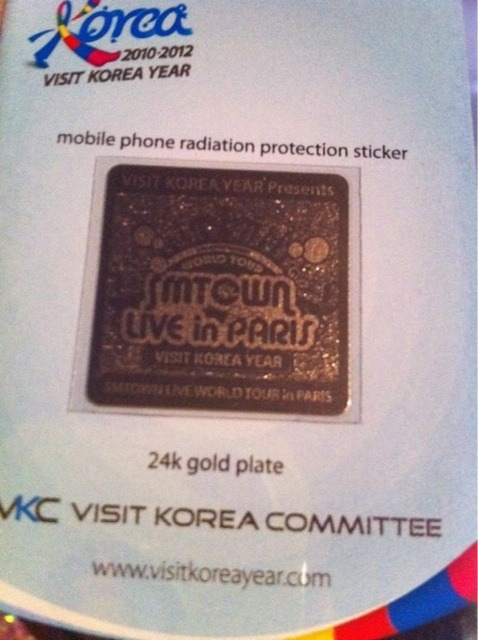 Korea
2010-2012
VISIT KOREA YEAR
mobile phone radiation protection sticker
VISIT KOREA YEAR Presents
WORLD TOUR
SMTOWN
LIVE in PARIS
VISIT KOREA YEAR
SMTOWN LIVE WORLD TOUR in PARIS
24k gold plate
VKC VISIT KOREA COMMITTEE
www.visitkoreayear.com